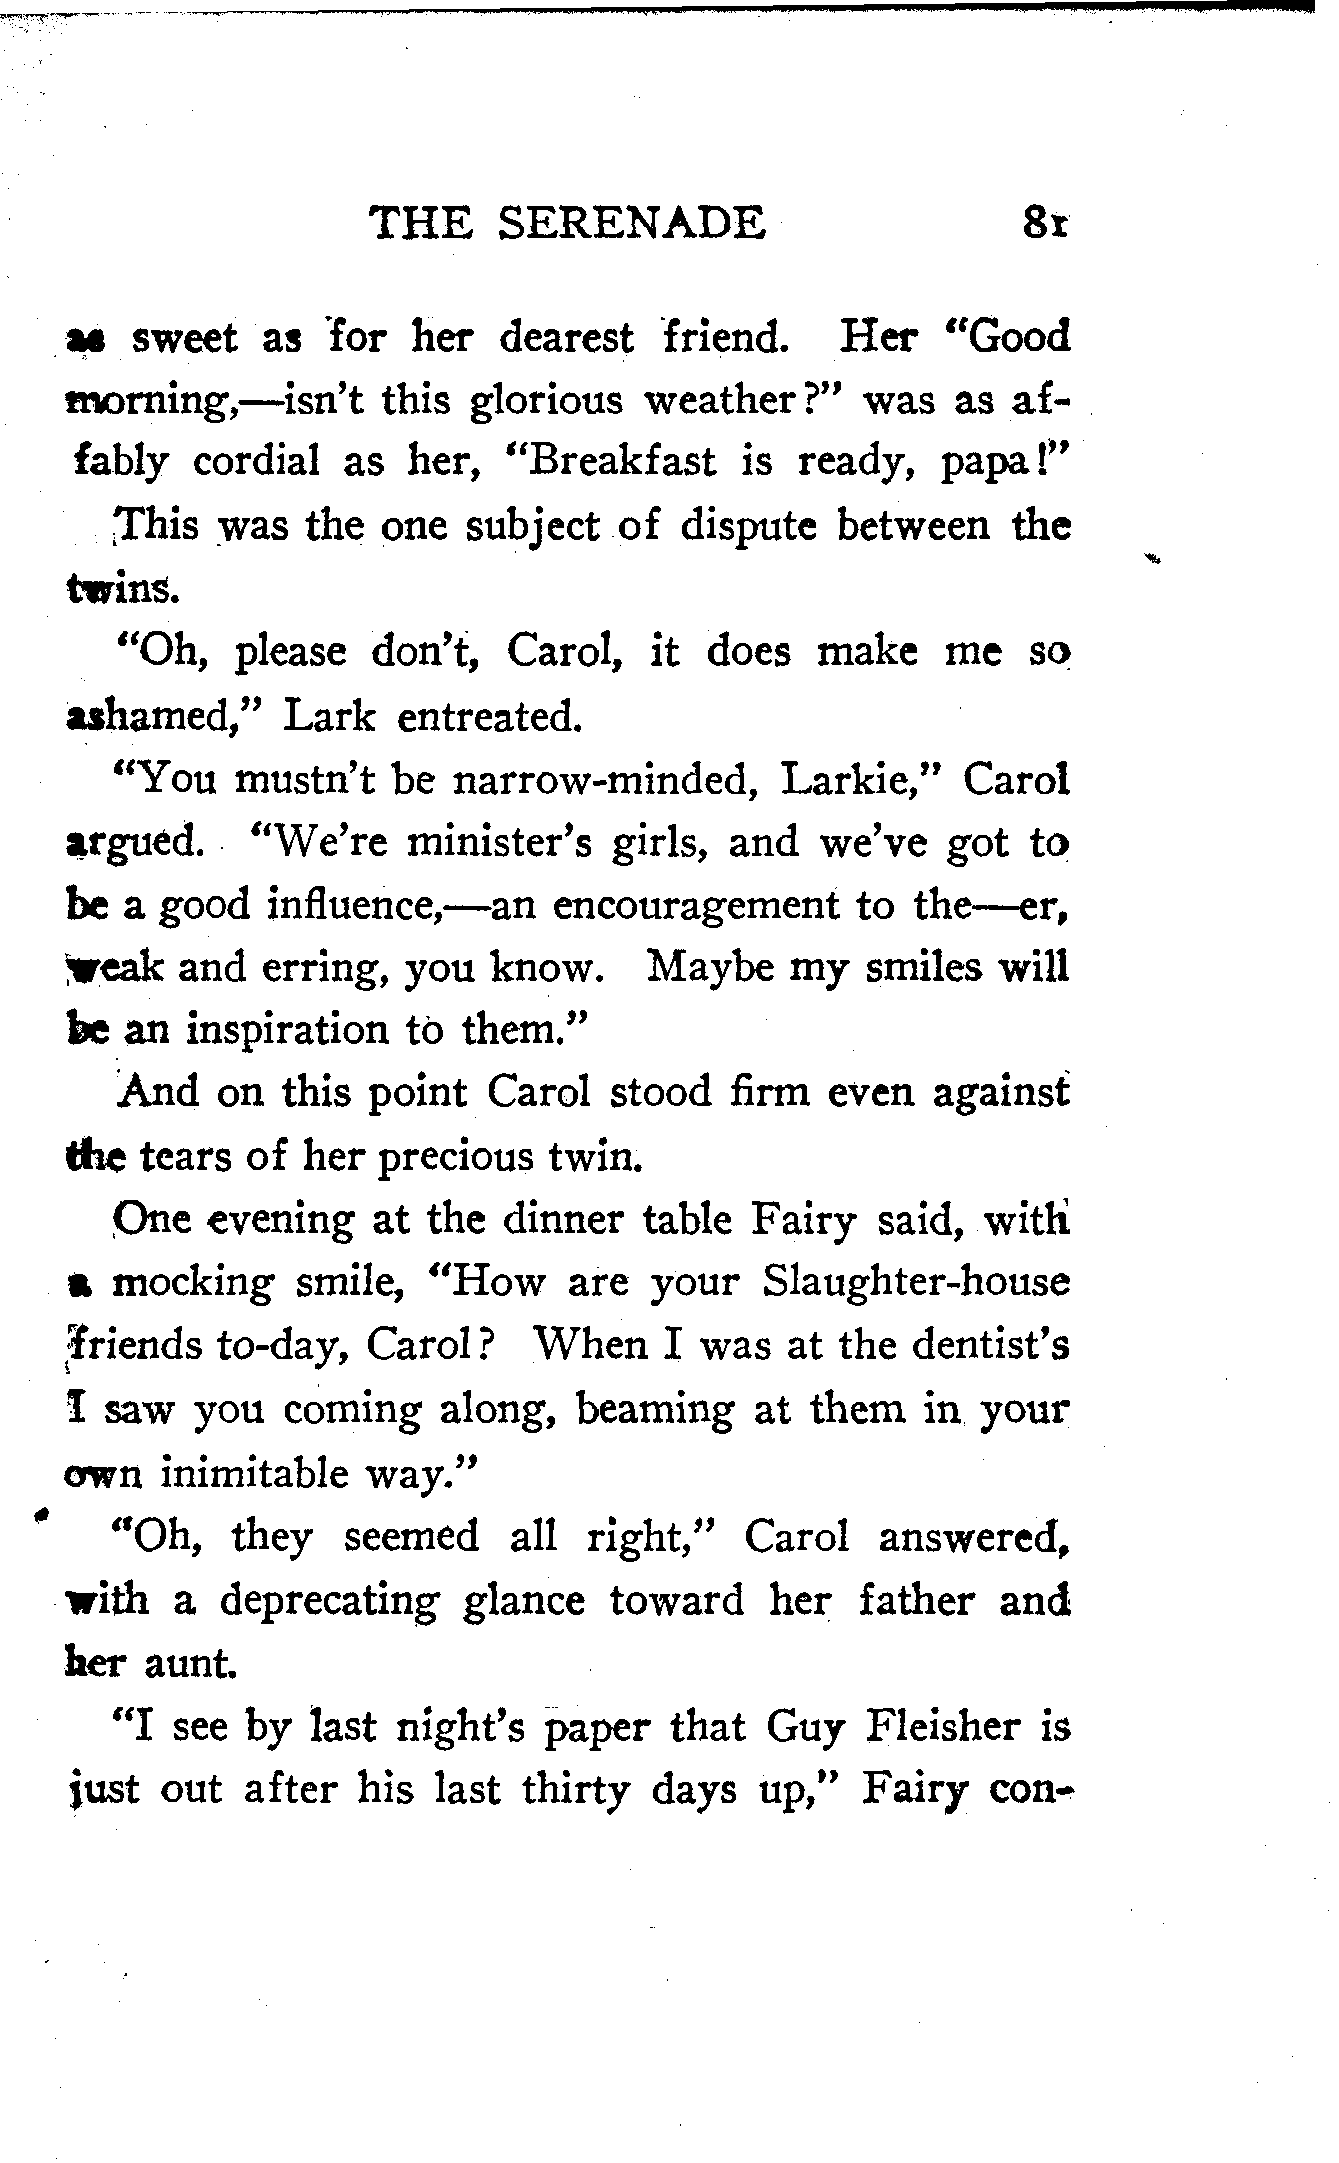 THE SERENADE 81
as sweet as for her dearest friend. Her "Good
morning,—isn't this glorious weather?" was as af-
fably cordial as her, "Breakfast is ready, papa!"
This was the one subject of dispute between the
twins.
"Oh, please don't, Carol, it does make me so
ashamed," Lark entreated.
"You mustn't be narrow-minded, Larkie," Carol
argued. "We're minister's girls, and we've got to
be a good influence,—an encouragement to the—er,
weak and erring, you know. Maybe my smiles will
be an inspiration to them."
And on this point Carol stood firm even against
the tears of her precious twin.
One evening at the dinner table Fairy said, with
a mocking smile, "How are your Slaughter-house
friends to-day, Carol? When I was at the dentist's
I saw you coming along, beaming at them in your
own inimitable way."
"Oh, they seemed all right," Carol answered,
with a deprecating glance toward her father and
her aunt.
"I see by last night's paper that Guy Fleisher is
just out after his last thirty days up," Fairy con-